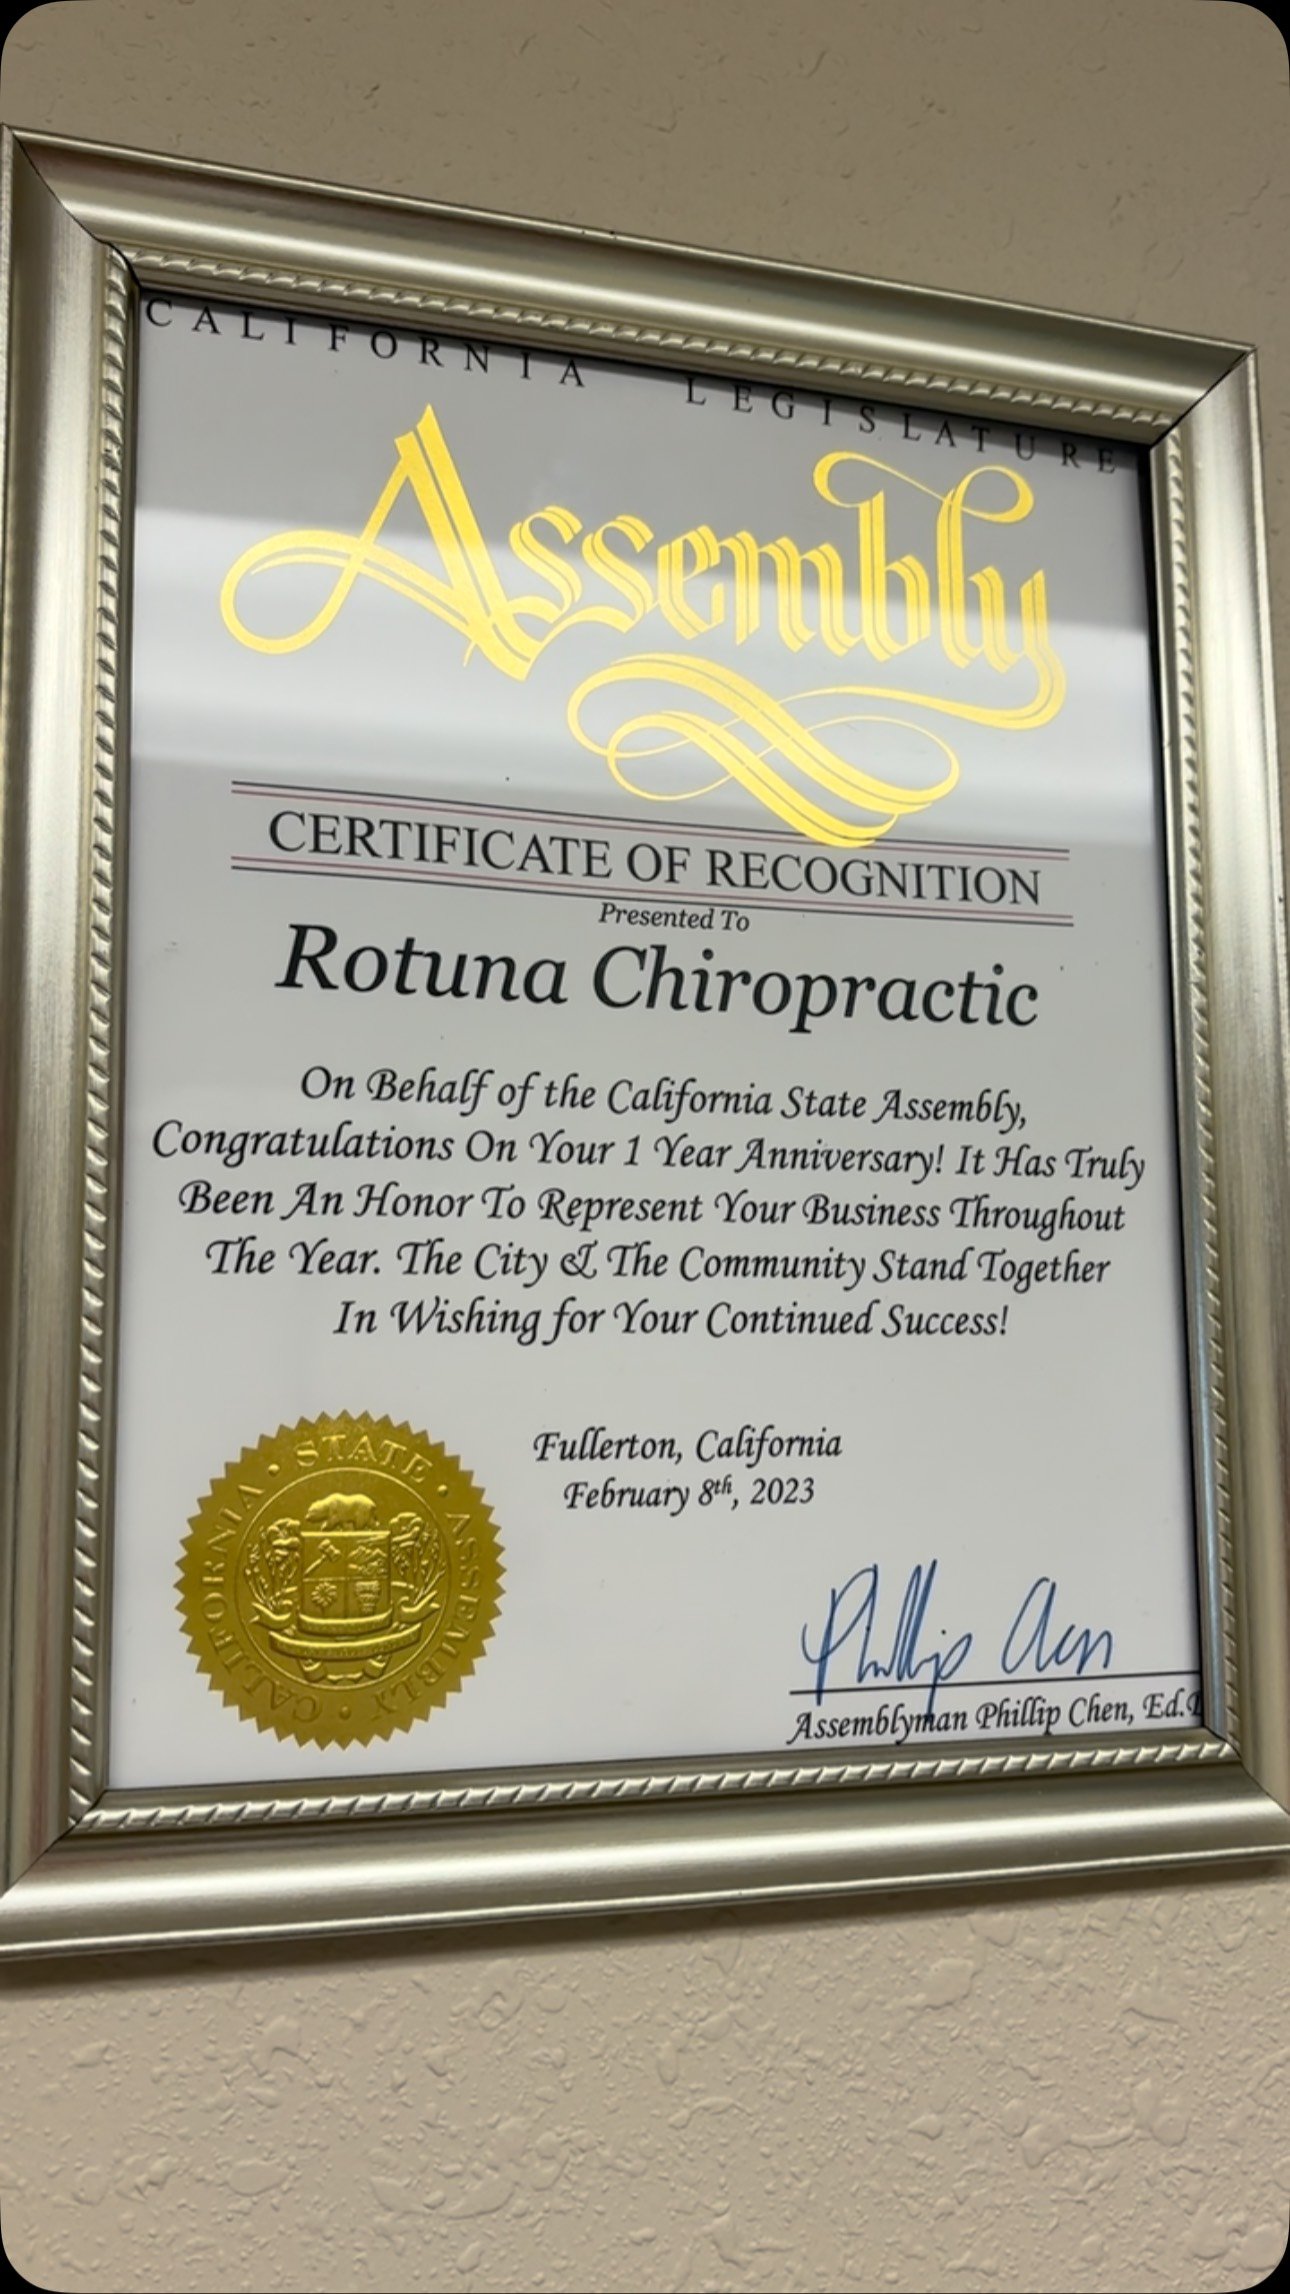 CALIFORNIA LEGISLATURE
Assembly
CERTIFICATE OF RECOGNITION
Presented To
Rotuna Chiropractic
On Behalf of the California State Assembly,
Congratulations On Your 1 Year Anniversary! It Has Truly
Been An Honor To Represent Your Business Throughout
The Year. The City & The Community Stand Together
In Wishing for Your Continued Success!
CALIFORNIA • STATE • ASSEMBLY •
Fullerton, California
February 8th, 2023
Phillip Chen
Assemblyman Phillip Chen, Ed.D